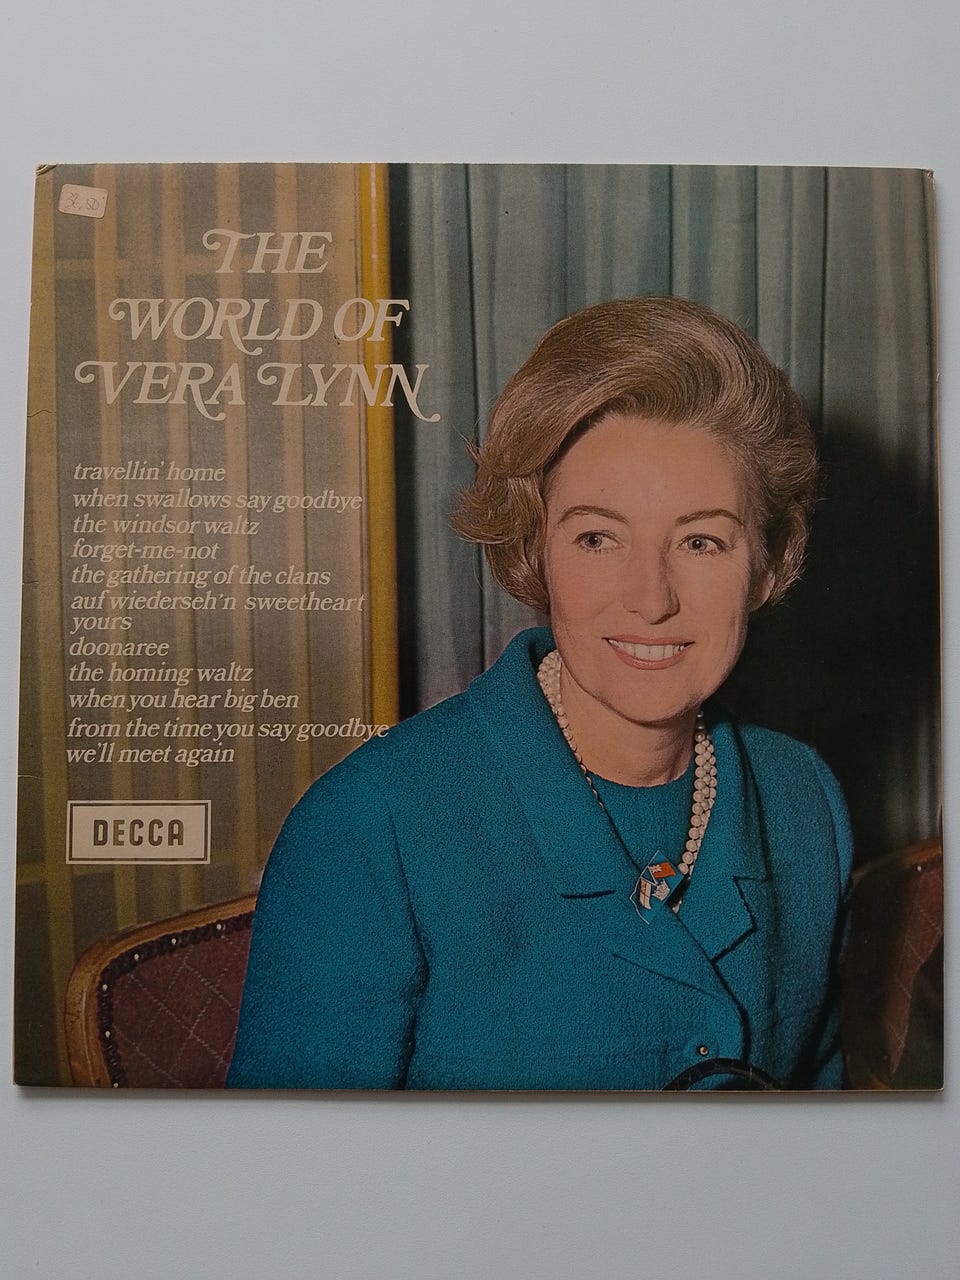 32,50
THE
WORLD OF
VERA LYNN
travellin' home
when swallows say goodbye
the windsor waltz
forget-me-not
the gathering of the clans
auf wiederseh'n sweetheart
yours
doonaree
the homing waltz
when you hear big ben
from the time you say goodbye
we'll meet again
DECCA